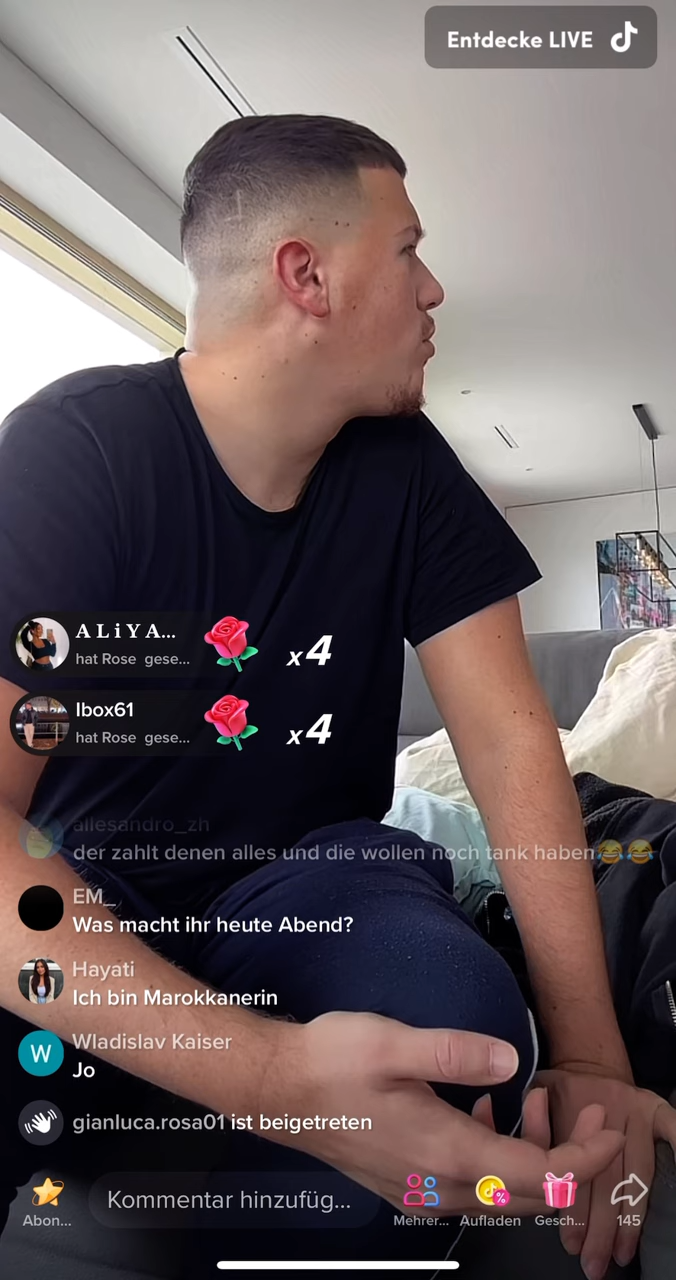 Entdecke LIVE
A L i Y A...
hat Rose gese...
x4
Ibox61
hat Rose gese...
x4
allesandro_zh
der zahlt denen alles und die wollen noch tank haben😂😂
EM_
Was macht ihr heute Abend?
Hayati
Ich bin Marokkanerin
W
Wladislav Kaiser
Jo
gianluca.rosa01 ist beigetreten
Kommentar hinzufüg...
Abon...
Mehrer...
Aufladen
Gesch...
145